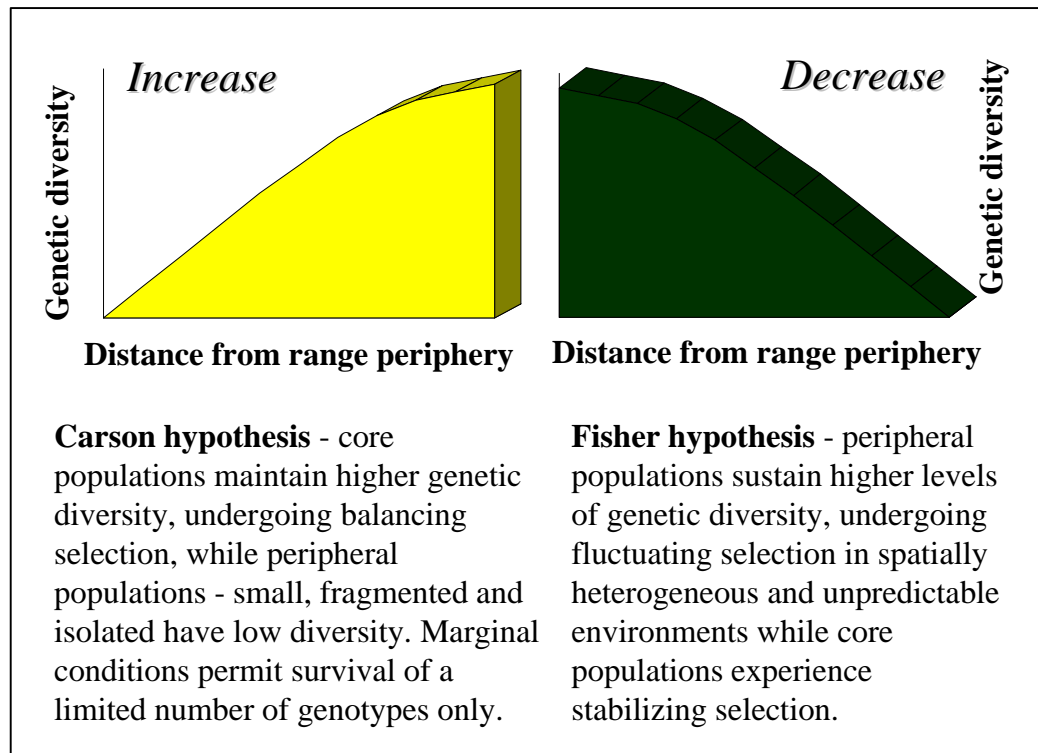 Increase
Genetic diversity
Distance from range periphery
Carson hypothesis - core
populations maintain higher genetic
diversity, undergoing balancing
selection, while peripheral
populations - small, fragmented and
isolated have low diversity. Marginal
conditions permit survival of a
limited number of genotypes only.
Decrease
Genetic diversity
Distance from range periphery
Fisher hypothesis - peripheral
populations sustain higher levels
of genetic diversity, undergoing
fluctuating selection in spatially
heterogeneous and unpredictable
environments while core
populations experience
stabilizing selection.